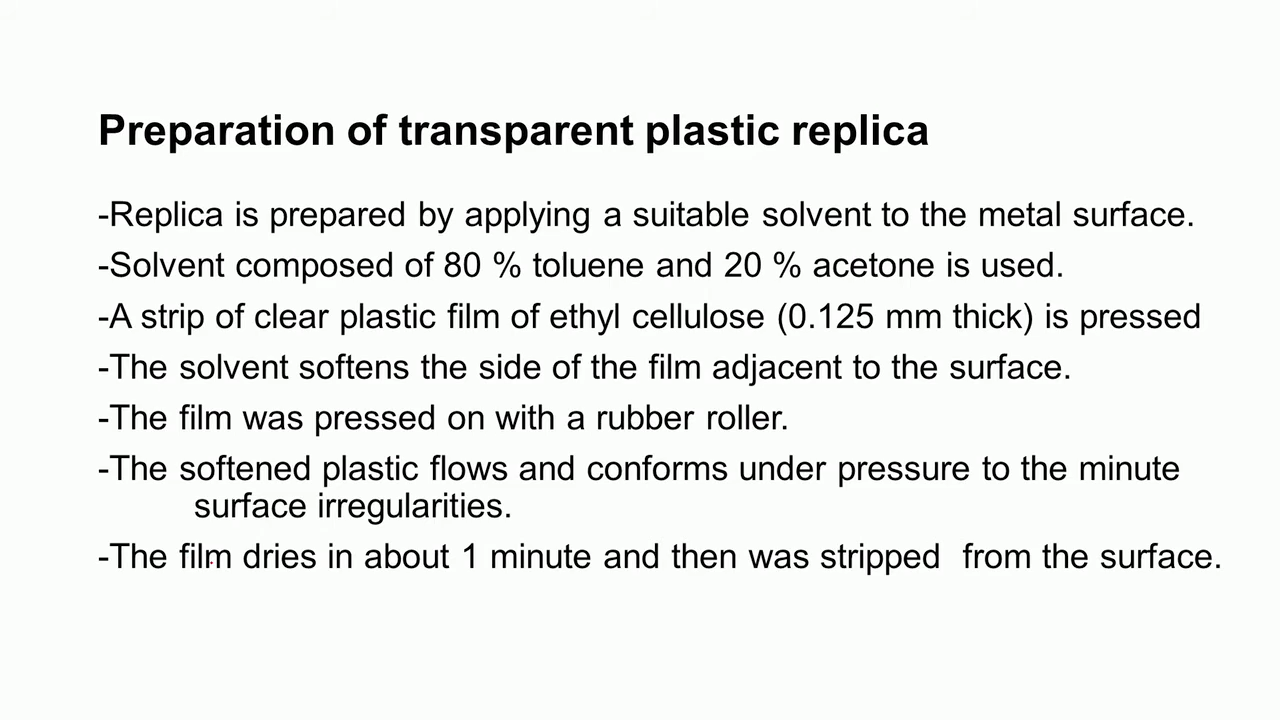 Preparation of transparent plastic replica
-Replica is prepared by applying a suitable solvent to the metal surface.
-Solvent composed of 80 % toluene and 20 % acetone is used.
-A strip of clear plastic film of ethyl cellulose (0.125 mm thick) is pressed
-The solvent softens the side of the film adjacent to the surface.
-The film was pressed on with a rubber roller.
-The softened plastic flows and conforms under pressure to the minute
surface irregularities.
-The film dries in about 1 minute and then was stripped  from the surface.